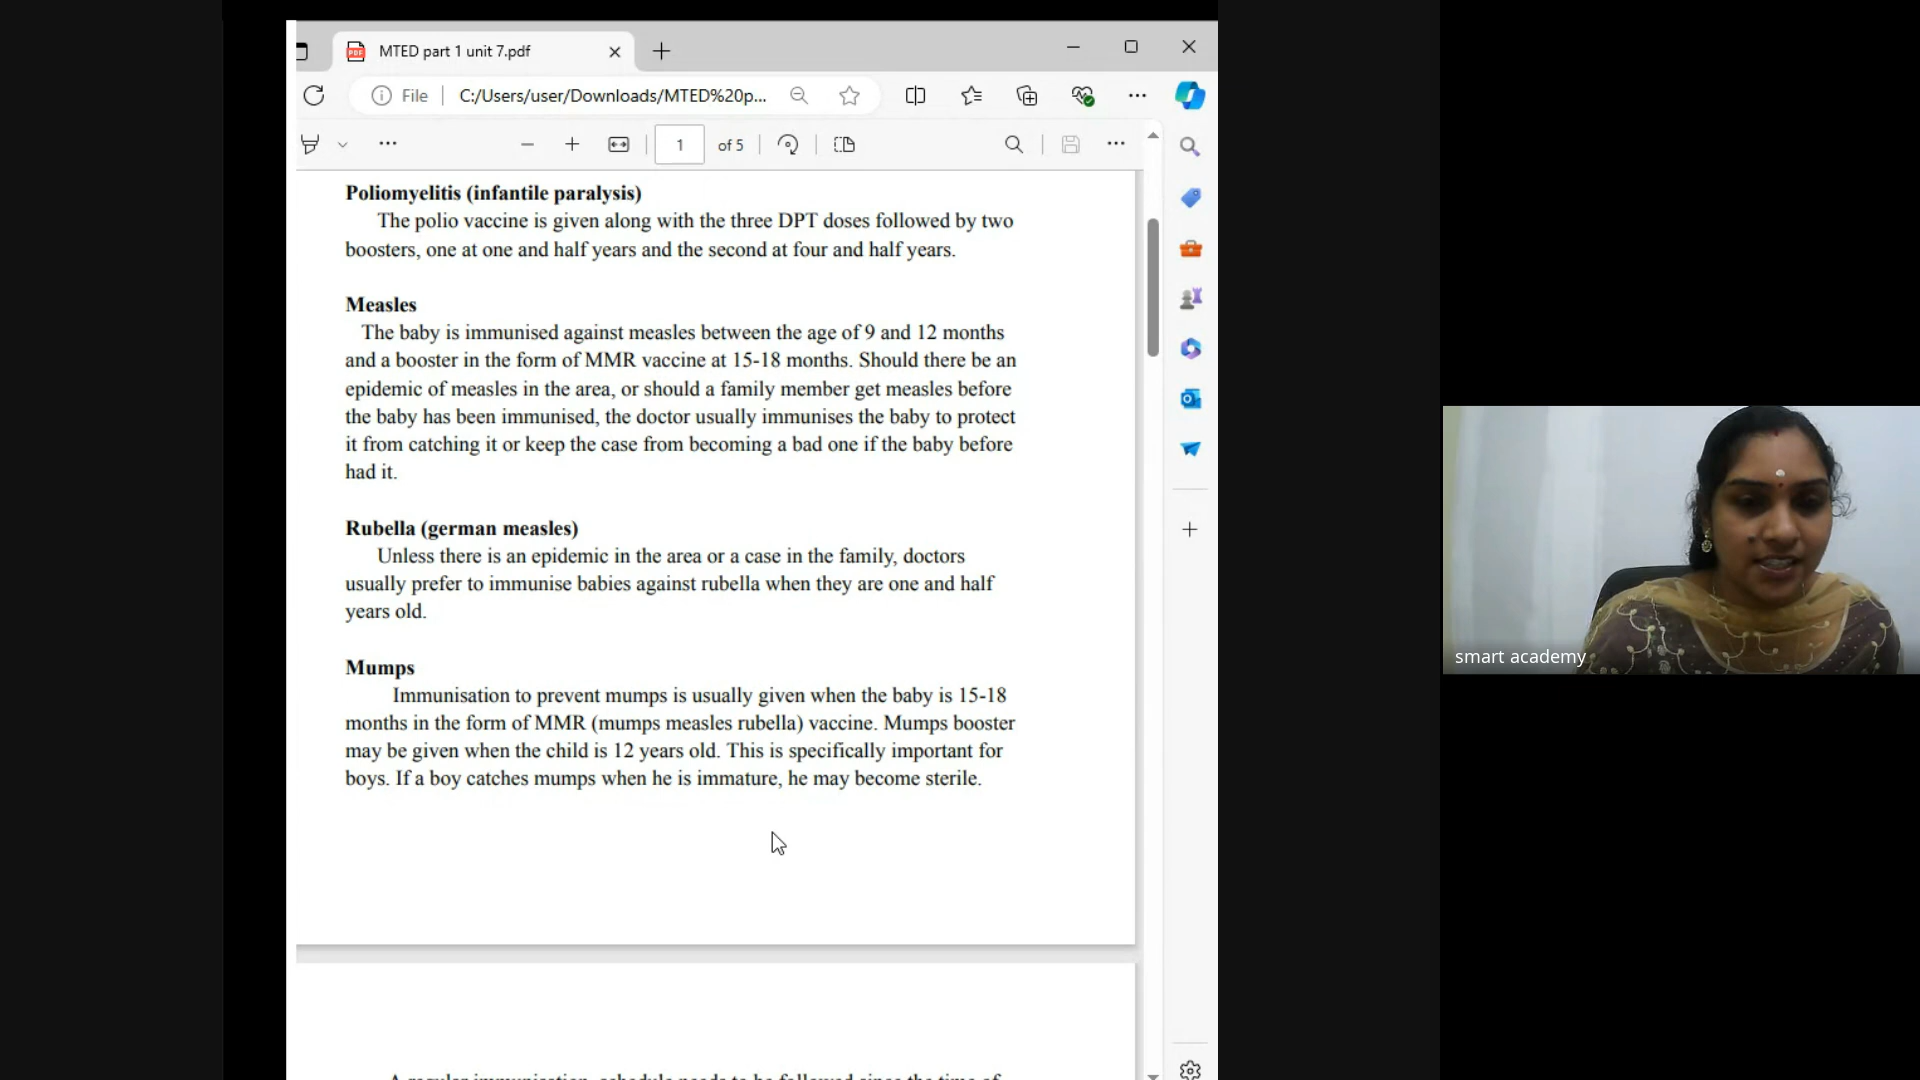 MTED part 1 unit 7.pdf
File
C:/Users/user/Downloads/MTED%20p...
1 of 5
Poliomyelitis (infantile paralysis)
The polio vaccine is given along with the three DPT doses followed by two
boosters, one at one and half years and the second at four and half years.
Measles
The baby is immunised against measles between the age of 9 and 12 months
and a booster in the form of MMR vaccine at 15-18 months. Should there be an
epidemic of measles in the area, or should a family member get measles before
the baby has been immunised, the doctor usually immunises the baby to protect
it from catching it or keep the case from becoming a bad one if the baby before
had it.
Rubella (german measles)
Unless there is an epidemic in the area or a case in the family, doctors
usually prefer to immunise babies against rubella when they are one and half
years old.
Mumps
Immunisation to prevent mumps is usually given when the baby is 15-18
months in the form of MMR (mumps measles rubella) vaccine. Mumps booster
may be given when the child is 12 years old. This is specifically important for
boys. If a boy catches mumps when he is immature, he may become sterile.
A regular immunisation schedule needs to be followed since the time of
smart academy